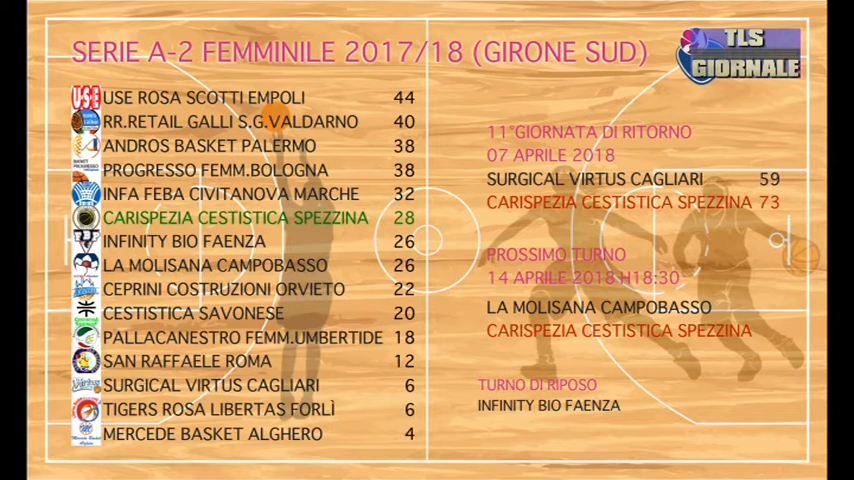 SERIE A-2 FEMMINILE 2017/18 (GIRONE SUD)
TLS
GIORNALE
USE ROSA SCOTTI EMPOLI 44
RR.RETAIL GALLI S.G.VALDARNO 40
ANDROS BASKET PALERMO 38
PROGRESSO FEMM.BOLOGNA 38
INFA FEBA CIVITANOVA MARCHE 32
CARISPEZIA CESTISTICA SPEZZINA 28
INFINITY BIO FAENZA 26
LA MOLISANA CAMPOBASSO 26
CEPRINI COSTRUZIONI ORVIETO 22
CESTISTICA SAVONESE 20
PALLACANESTRO FEMM.UMBERTIDE 18
SAN RAFFAELE ROMA 12
SURGICAL VIRTUS CAGLIARI 6
TIGERS ROSA LIBERTAS FORLÌ 6
MERCEDE BASKET ALGHERO 4
11°GIORNATA DI RITORNO
07 APRILE 2018
SURGICAL VIRTUS CAGLIARI 59
CARISPEZIA CESTISTICA SPEZZINA 73
PROSSIMO TURNO
14 APRILE 2018 H18:30
LA MOLISANA CAMPOBASSO
CARISPEZIA CESTISTICA SPEZZINA
TURNO DI RIPOSO
INFINITY BIO FAENZA
USE